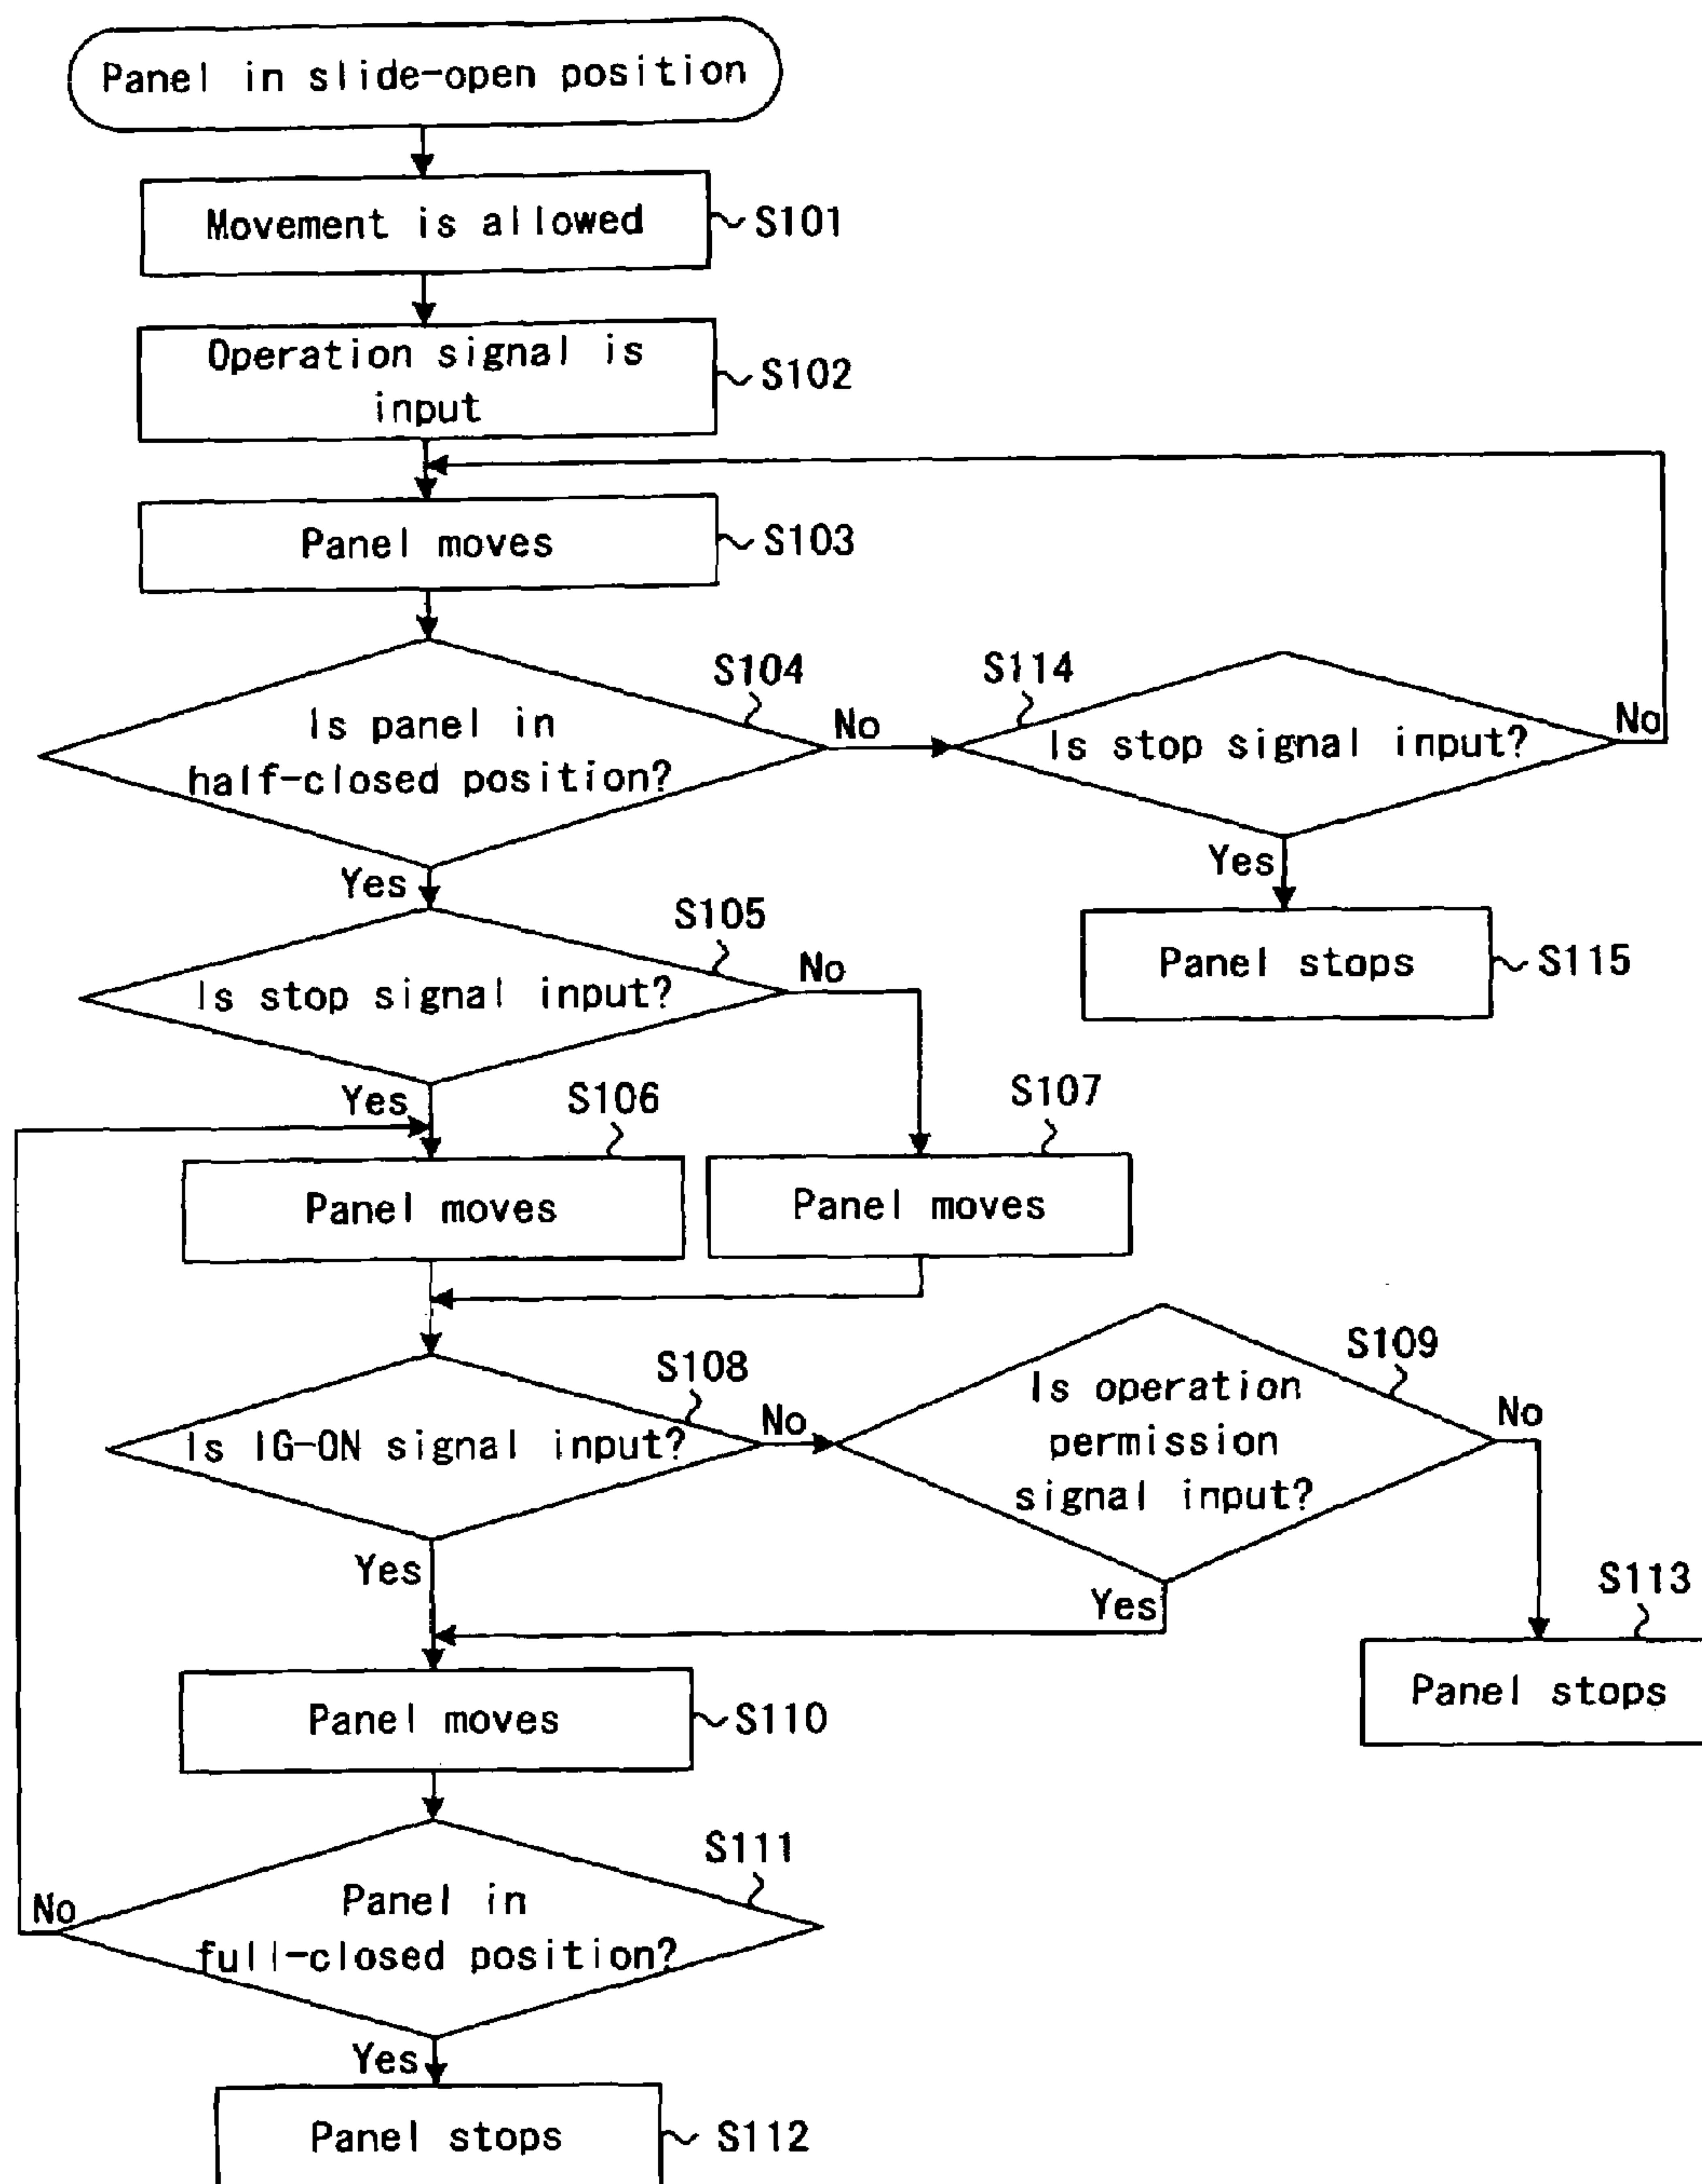 Panel in slide-open position
Movement is allowed
S101
Operation signal is
input
S102
Panel moves
S103
S104
Is panel in
half-closed position?
No
Yes
S114
Is stop signal input?
No
Yes
Panel stops
S115
S105
Is stop signal input?
No
Yes
S106
Panel moves
S107
Panel moves
S108
Is IG-ON signal input?
No
Yes
S109
Is operation
permission
signal input?
No
Yes
S113
Panel stops
Panel moves
S110
S111
Panel in
full-closed position?
No
Yes
Panel stops
S112